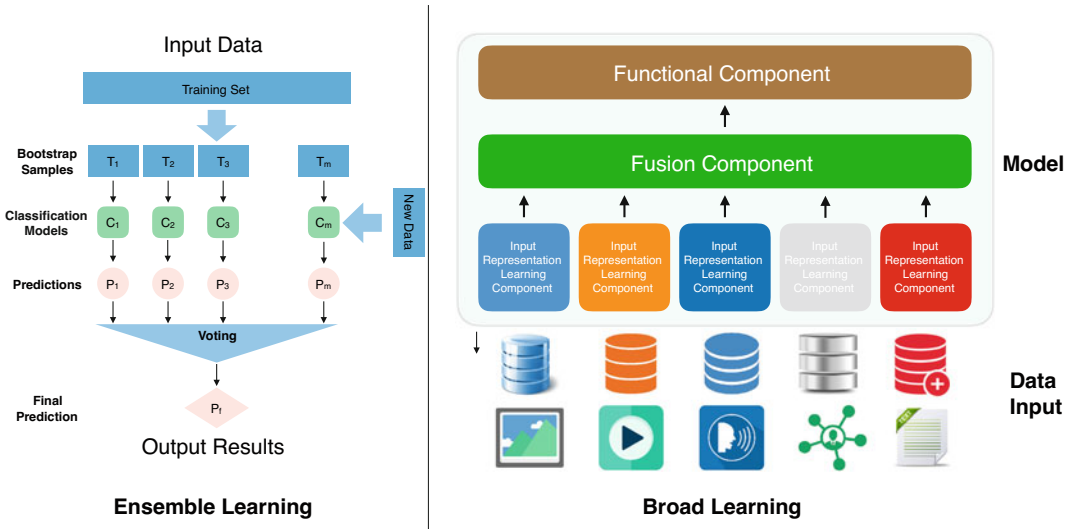 Input Data
Training Set
Bootstrap
Samples
T1
T2
T3
Tm
Classification
Models
C1
C2
C3
Cm
New Data
Predictions
P1
P2
P3
Pm
Voting
Final
Prediction
Pf
Output Results
Ensemble Learning
Functional Component
Fusion Component
Model
Input
Representation
Learning
Component
Input
Representation
Learning
Component
Input
Representation
Learning
Component
Input
Representation
Learning
Component
Input
Representation
Learning
Component
Data
Input
TEXT
Broad Learning